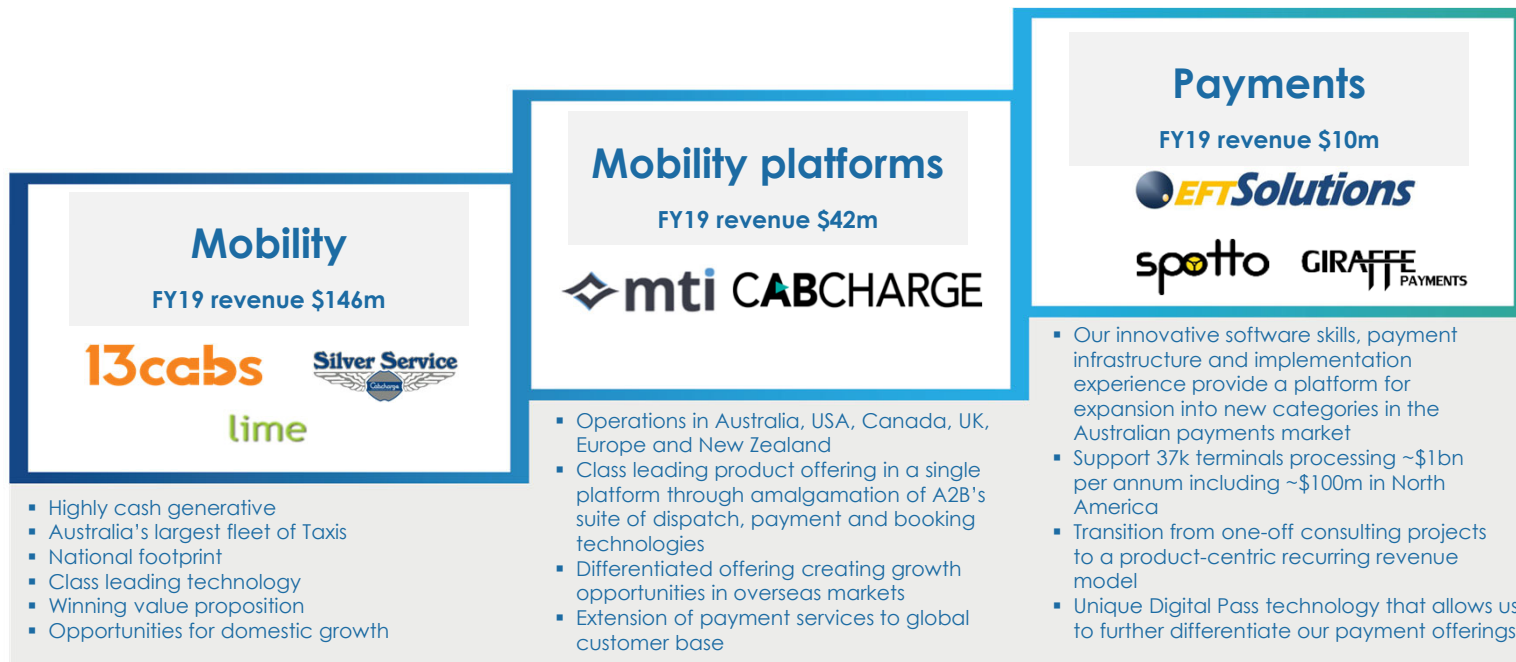 Mobility
FY19 revenue $146m
13cabs
Silver Service
Cabcharge
lime
▪ Highly cash generative
▪ Australia's largest fleet of Taxis
▪ National footprint
▪ Class leading technology
▪ Winning value proposition
▪ Opportunities for domestic growth
Mobility platforms
FY19 revenue $42m
mti CABCHARGE
▪ Operations in Australia, USA, Canada, UK,
Europe and New Zealand
▪ Class leading product offering in a single
platform through amalgamation of A2B's
suite of dispatch, payment and booking
technologies
▪ Differentiated offering creating growth
opportunities in overseas markets
▪ Extension of payment services to global
customer base
Payments
FY19 revenue $10m
EFTSolutions
spotto GIRAFFE
PAYMENTS
▪ Our innovative software skills, payment
infrastructure and implementation
experience provide a platform for
expansion into new categories in the
Australian payments market
▪ Support 37k terminals processing ~$1bn
per annum including ~$100m in North
America
▪ Transition from one-off consulting projects
to a product-centric recurring revenue
model
▪ Unique Digital Pass technology that allows us
to further differentiate our payment offerings